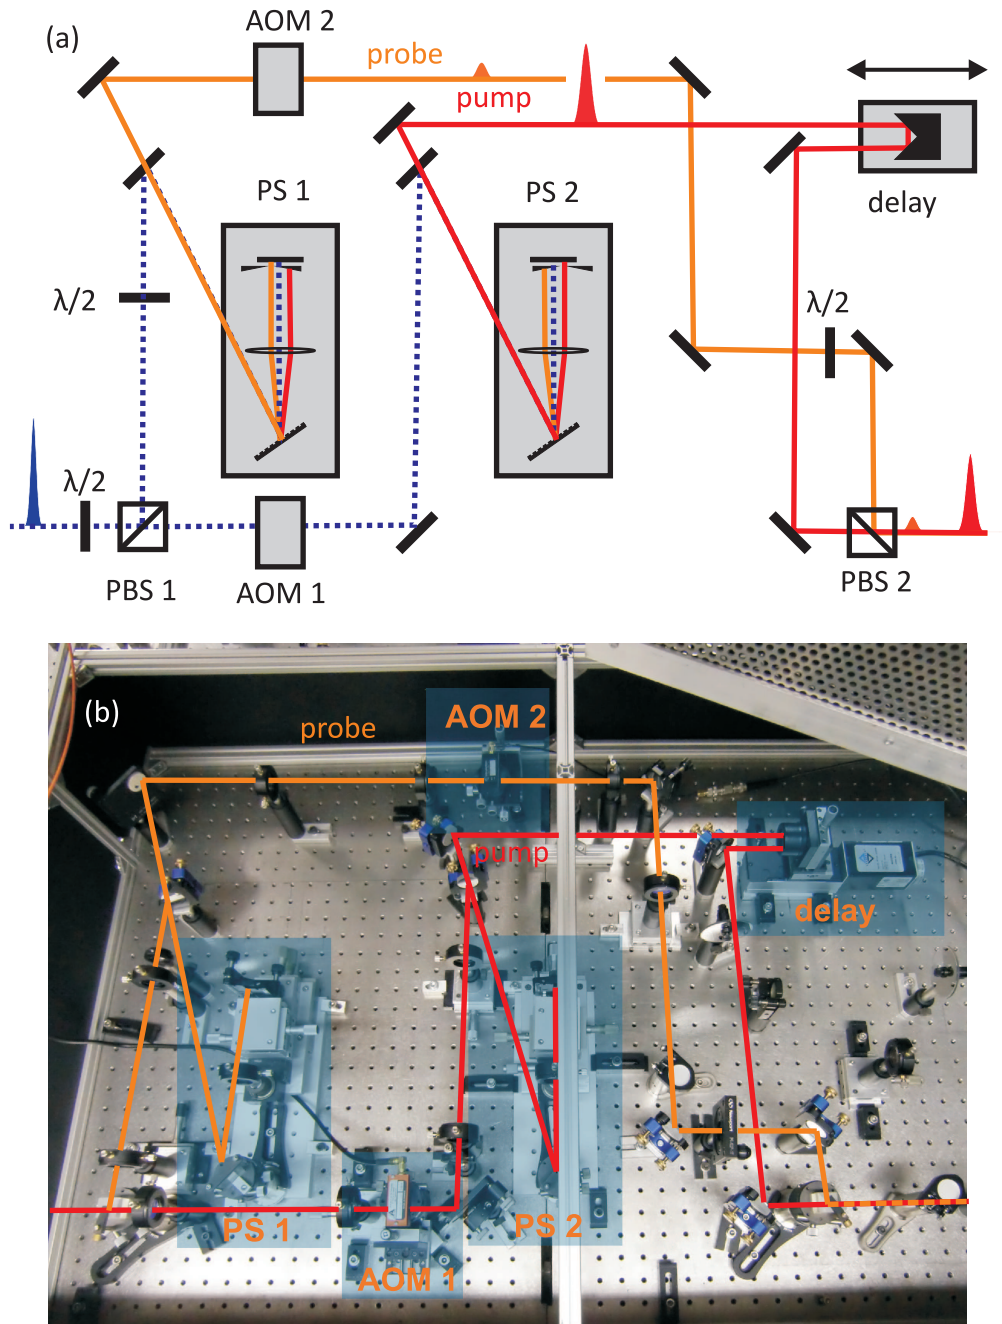 (a)
AOM 2
probe
pump
PS 1
PS 2
delay
λ/2
λ/2
λ/2
PBS 1
AOM 1
PBS 2
(b)
AOM 2
probe
pump
delay
PS 1
PS 2
AOM 1